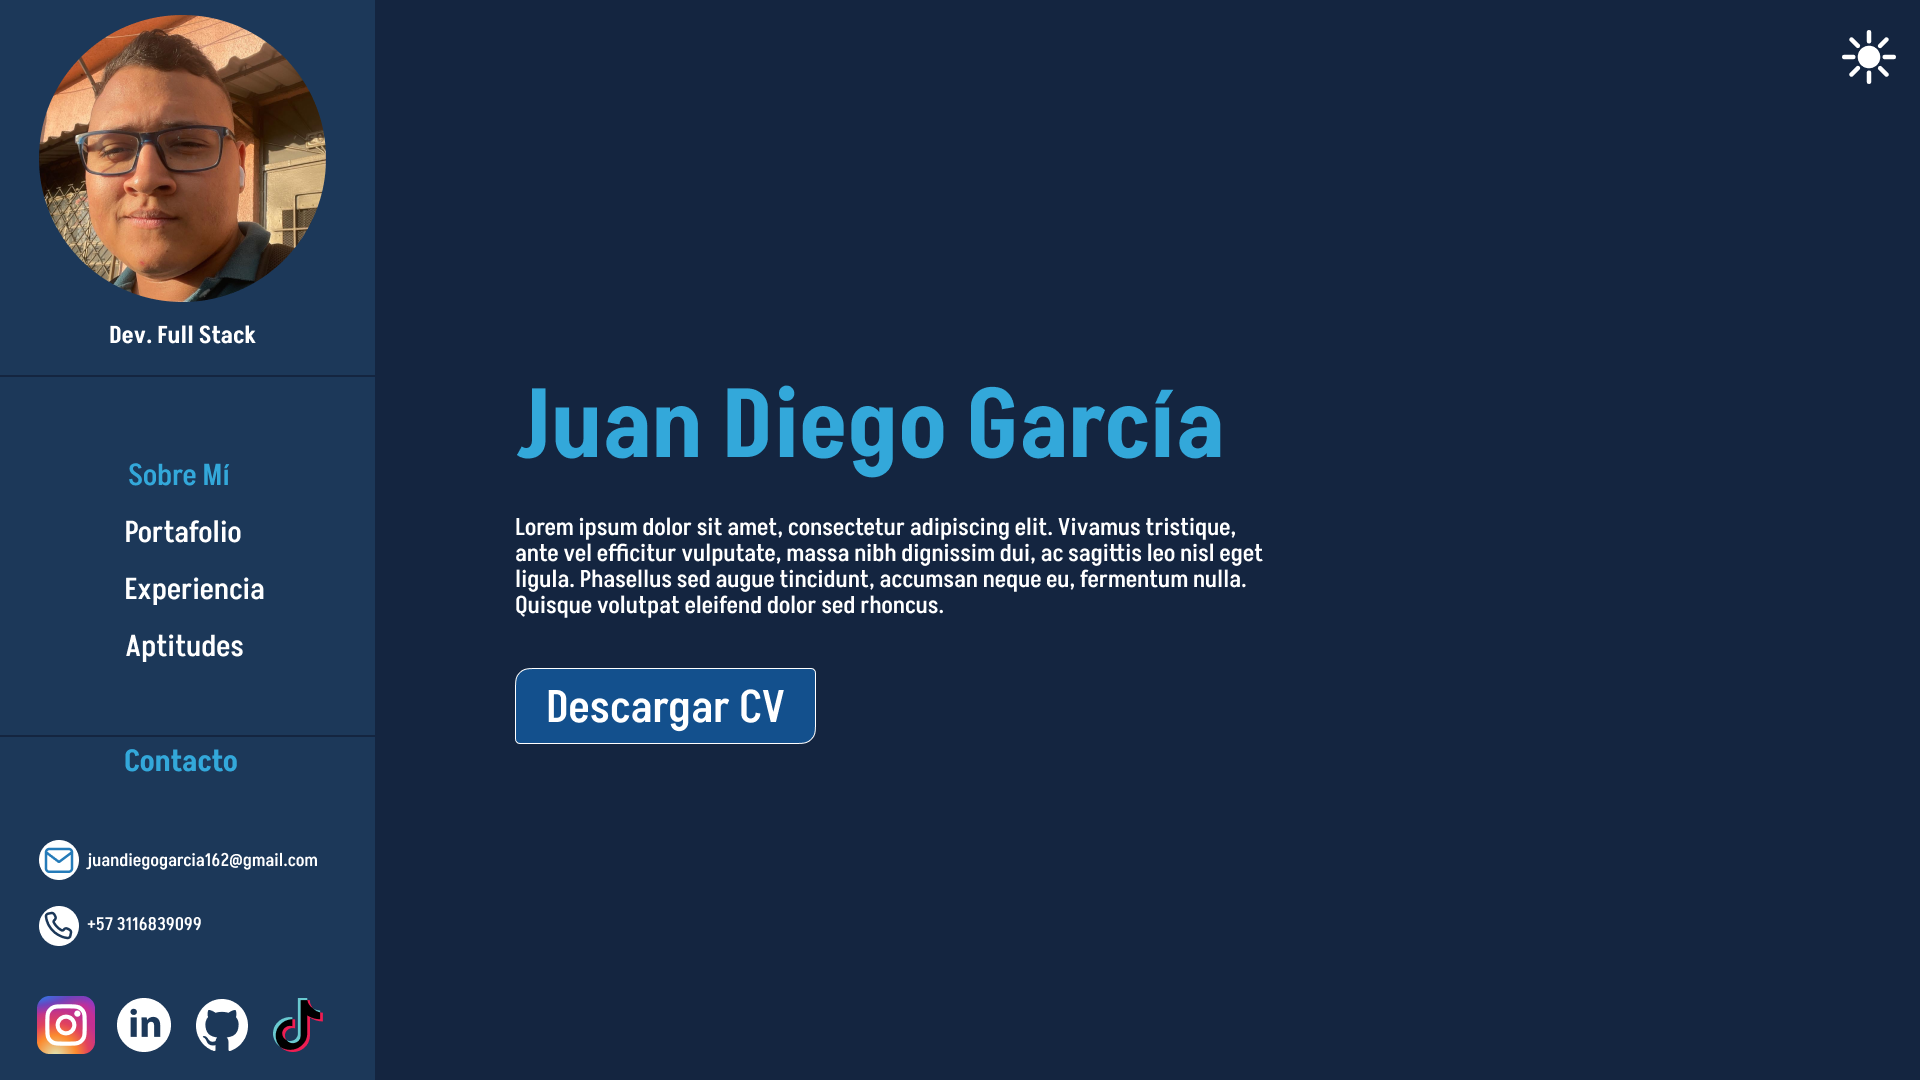 Dev. Full Stack
Sobre Mí
Portafolio
Experiencia
Aptitudes
Contacto
juandiegogarcia162@gmail.com
+57 3116839099
in
Juan Diego García
Lorem ipsum dolor sit amet, consectetur adipiscing elit. Vivamus tristique,
ante vel efficitur vulputate, massa nibh dignissim dui, ac sagittis leo nisl eget
ligula. Phasellus sed augue tincidunt, accumsan neque eu, fermentum nulla.
Quisque volutpat eleifend dolor sed rhoncus.
Descargar CV